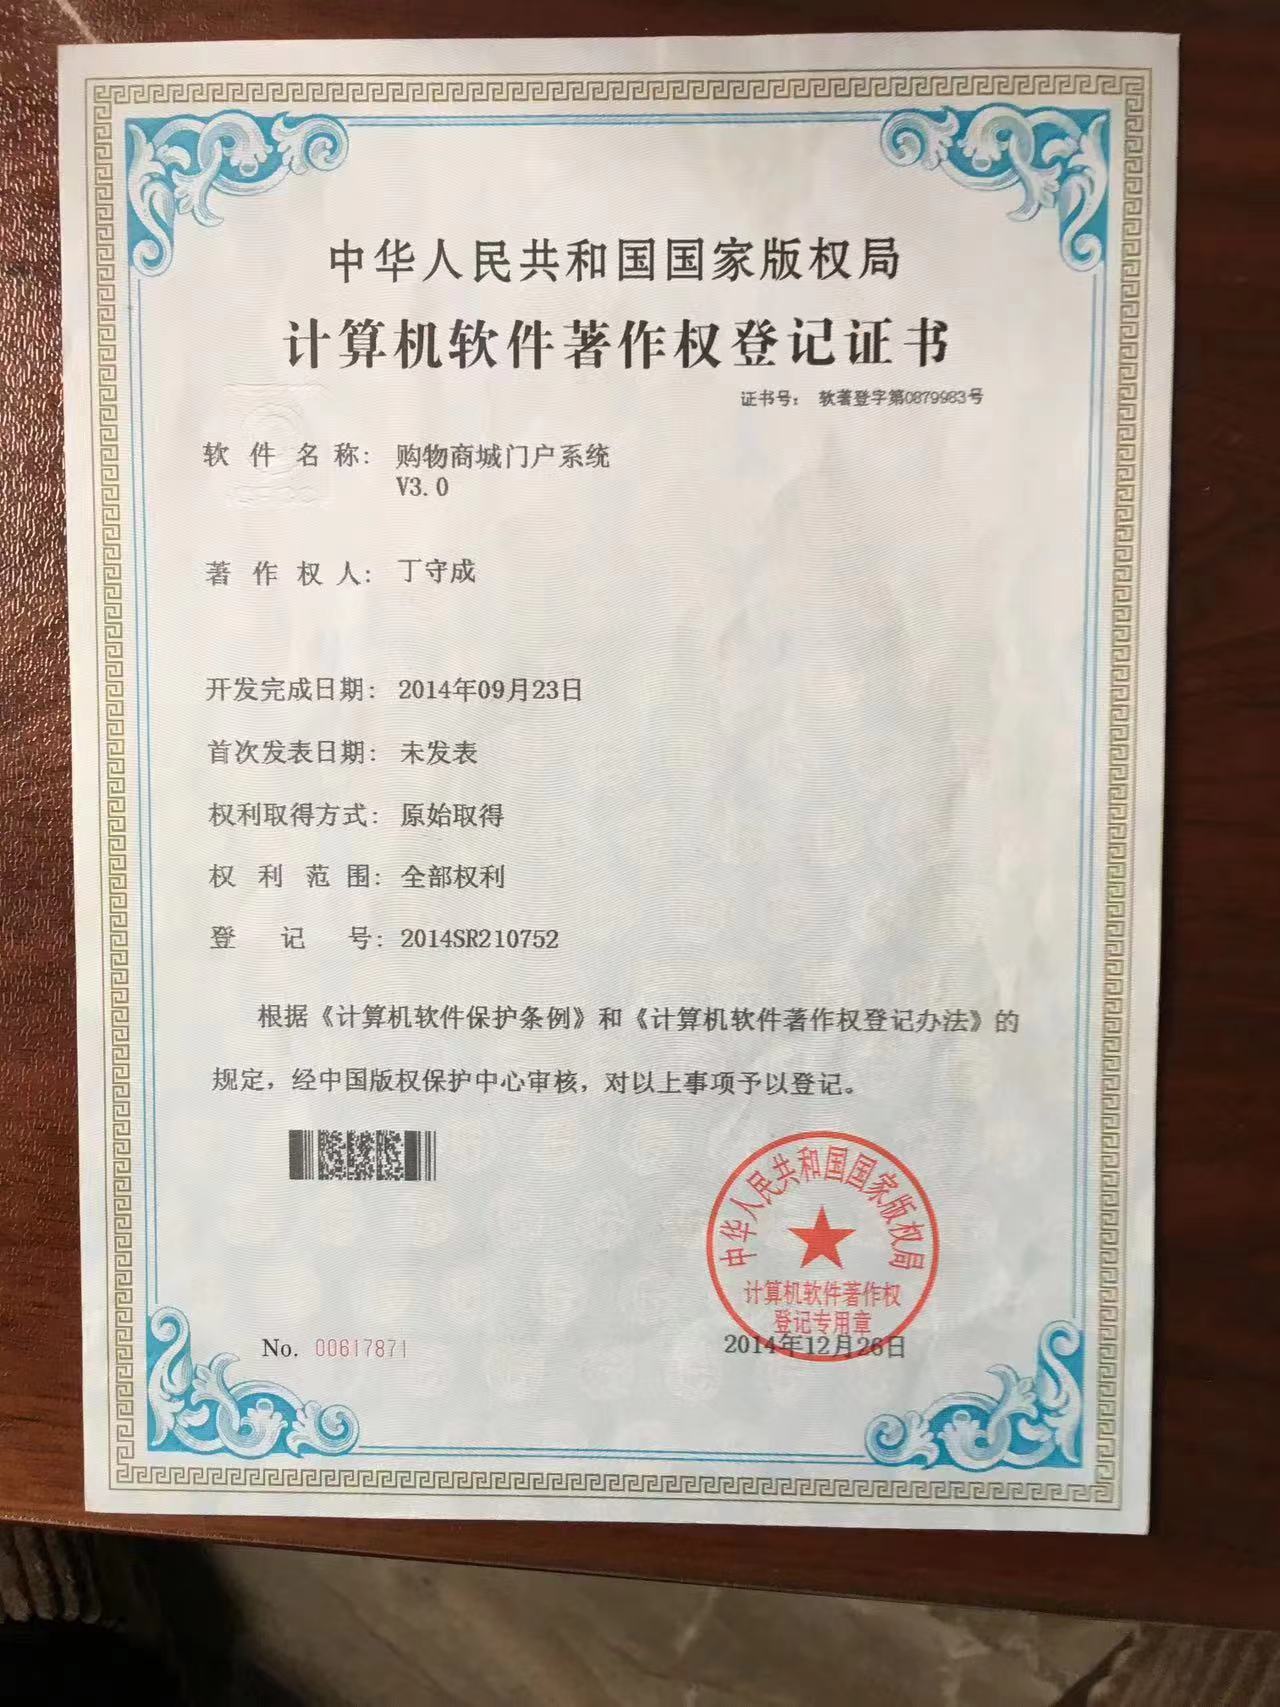 中华人民共和国国家版权局
计算机软件著作权登记证书
证书号： 软著登字第0879983号
软件名称： 购物商城门户系统
V3.0
著作权人： 丁守成
开发完成日期： 2014年09月23日
首次发表日期： 未发表
权利取得方式： 原始取得
权利范围： 全部权利
登记号： 2014SR210752
根据《计算机软件保护条例》和《计算机软件著作权登记办法》的
规定，经中国版权保护中心审核，对以上事项予以登记。
中华人民共和国国家版权局
计算机软件著作权
登记专用章
No. 00617871
2014年12月26日